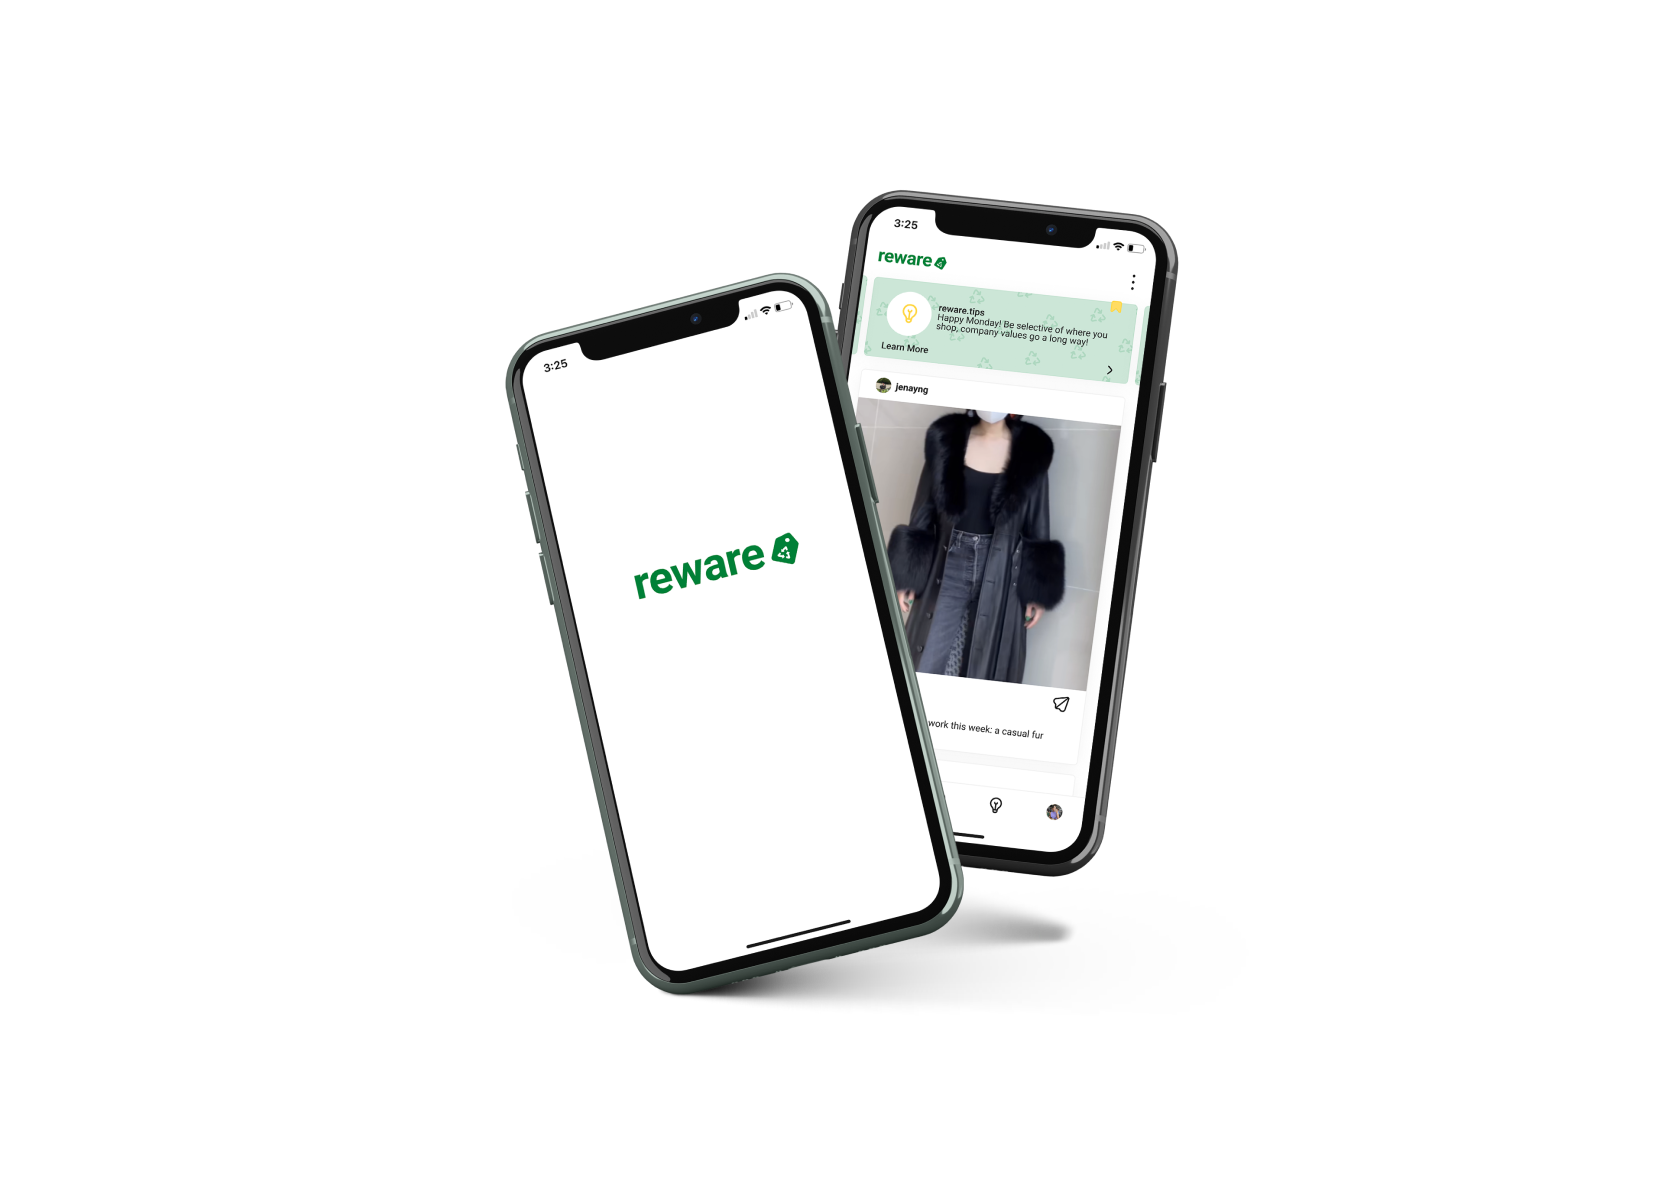 3:25
reware
3:25
reware
reware.tips
Happy Monday! Be selective of where you
shop, company values go a long way!
Learn More
jenayng
work this week: a casual fur